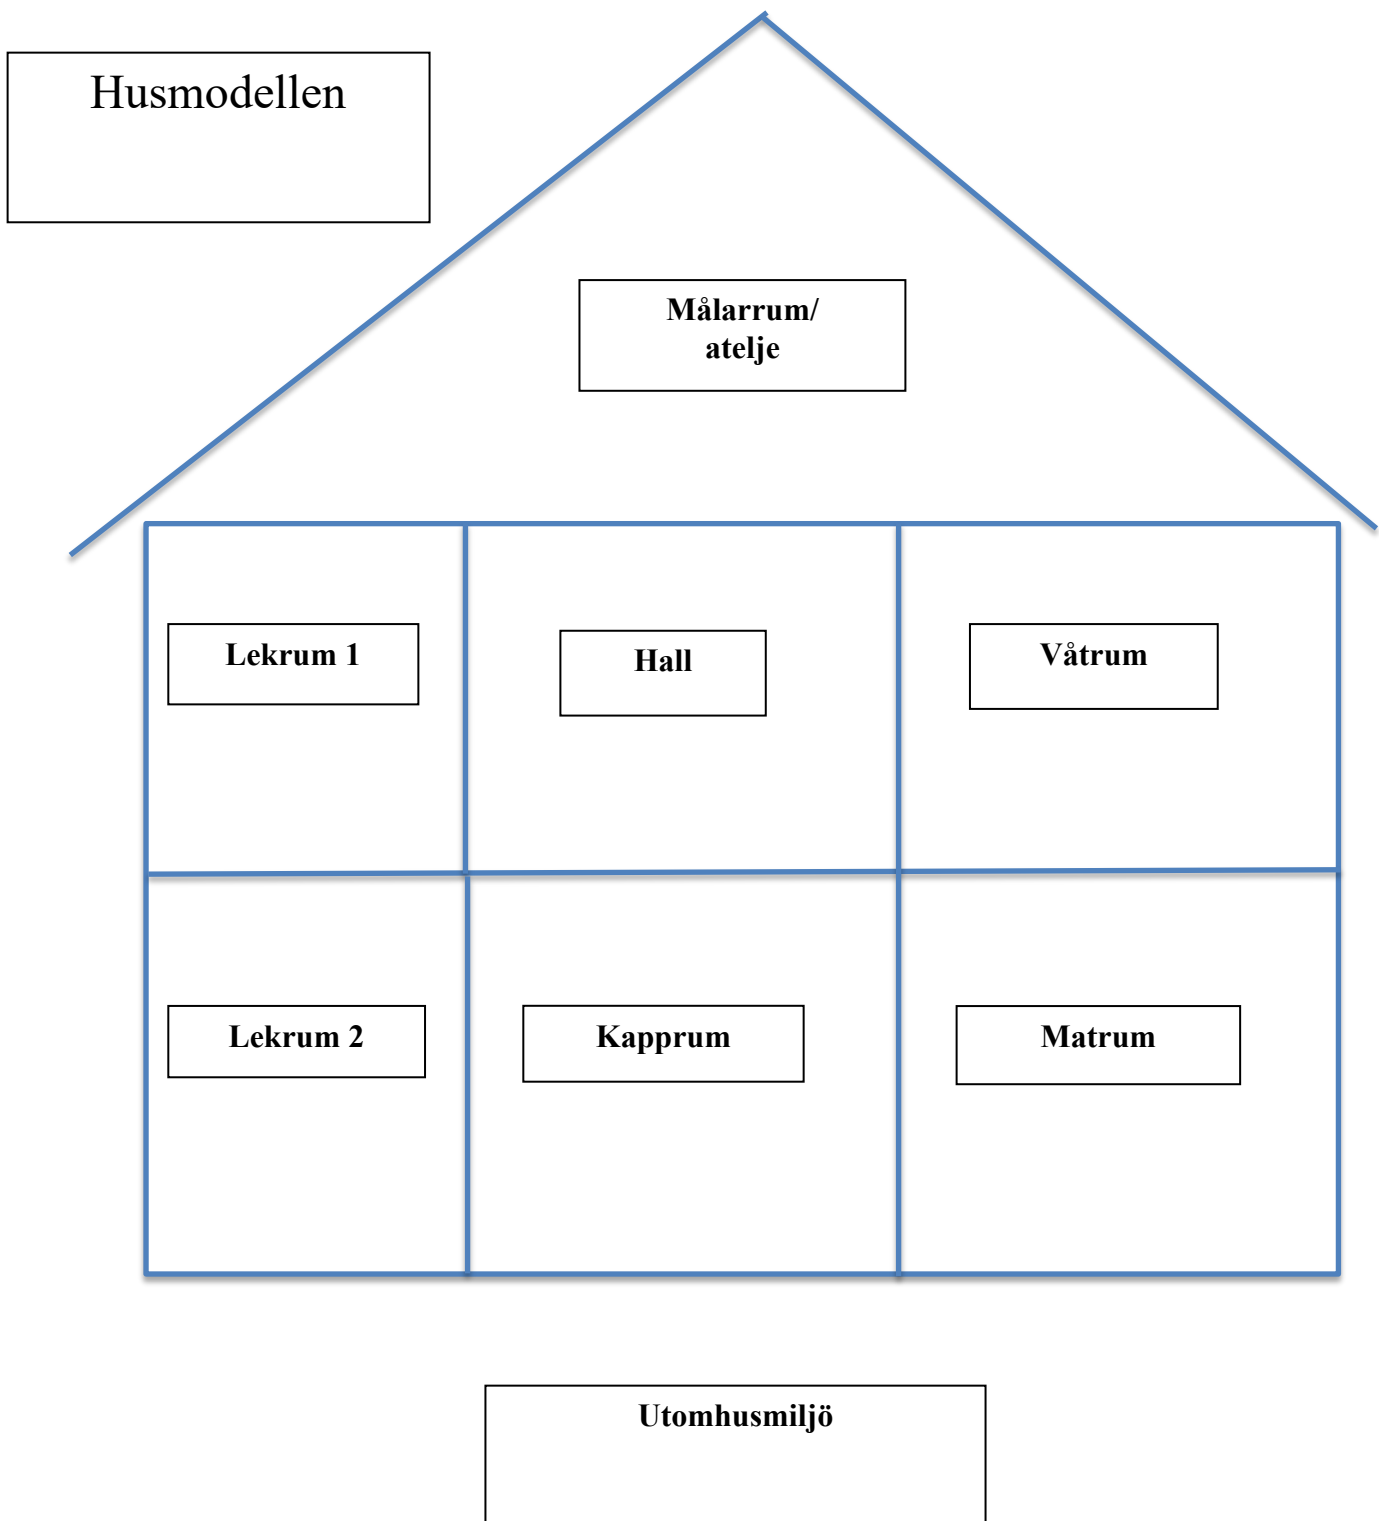 Husmodellen
Målarrum/
atelje
Lekrum 1
Hall
Våtrum
Lekrum 2
Kapprum
Matrum
Utomhusmiljö